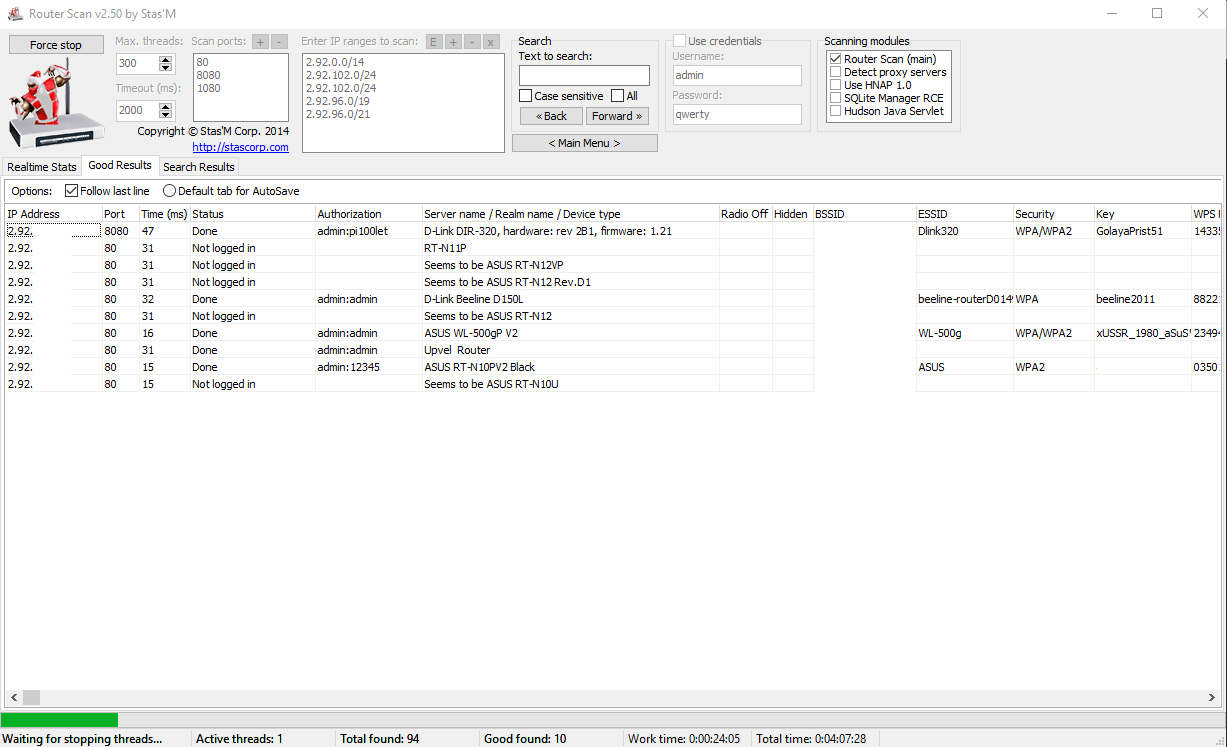 Router Scan v2.50 by Stas'M
Force stop
Max. threads:
300
Timeout (ms):
2000
Scan ports: + -
80
8080
1080
Enter IP ranges to scan: E + - x
2.92.0.0/14
2.92.102.0/24
2.92.102.0/24
2.92.96.0/19
2.92.96.0/21
Search
Text to search:
Case sensitive All
« Back Forward »
< Main Menu >
Use credentials
Username:
admin
Password:
qwerty
Scanning modules
Router Scan (main)
Detect proxy servers
Use HNAP 1.0
SQLite Manager RCE
Hudson Java Servlet
Copyright © Stas'M Corp. 2014
http://stascorp.com
Realtime Stats Good Results Search Results
Options: Follow last line Default tab for AutoSave
IP Address Port Time (ms) Status Authorization Server name / Realm name / Device type Radio Off Hidden BSSID ESSID Security Key WPS
2.92. 8080 47 Done admin:pi100let D-Link DIR-320, hardware: rev 2B1, firmware: 1.21 Dlink320 WPA/WPA2 GolayaPrist51 1433
2.92. 80 31 Not logged in RT-N11P
2.92. 80 31 Not logged in Seems to be ASUS RT-N12VP
2.92. 80 31 Not logged in Seems to be ASUS RT-N12 Rev.D1
2.92. 80 32 Done admin:admin D-Link Beeline D150L beeline-routerD014 WPA beeline2011 8822
2.92. 80 31 Not logged in Seems to be ASUS RT-N12
2.92. 80 16 Done admin:admin ASUS WL-500gP V2 WL-500g WPA/WPA2 xUSSR_1980_aSuS 2349
2.92. 80 31 Done admin:admin Upvel Router
2.92. 80 15 Done admin:12345 ASUS RT-N10PV2 Black ASUS WPA2 0350
2.92. 80 15 Not logged in Seems to be ASUS RT-N10U
Waiting for stopping threads... Active threads: 1 Total found: 94 Good found: 10 Work time: 0:00:24:05 Total time: 0:04:07:28